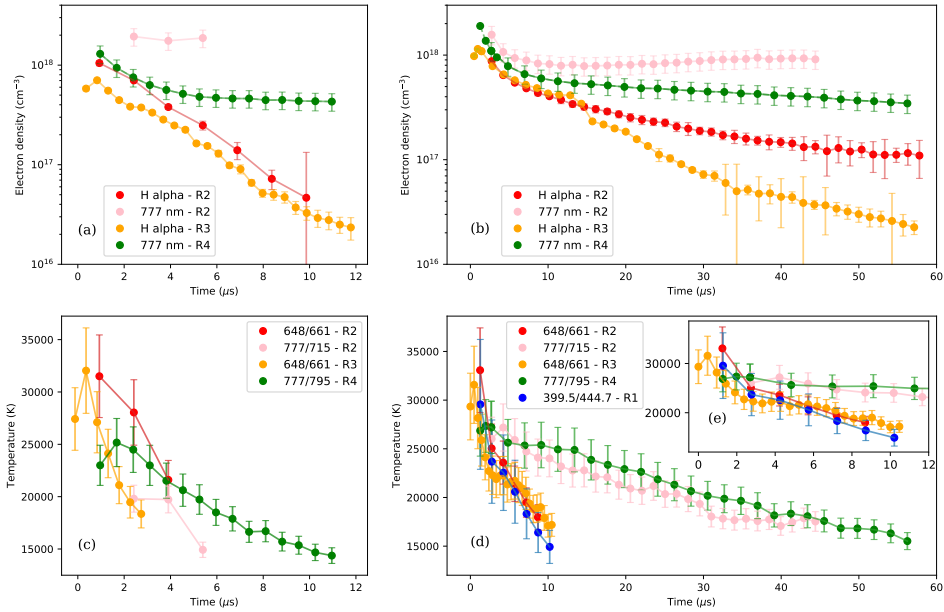 10¹⁸
10¹⁷
10¹⁶
Electron density (cm⁻³)
H alpha - R2
777 nm - R2
H alpha - R3
777 nm - R4
(a)
0 2 4 6 8 10 12
Time (μs)
10¹⁸
10¹⁷
10¹⁶
Electron density (cm⁻³)
H alpha - R2
777 nm - R2
H alpha - R3
777 nm - R4
(b)
0 10 20 30 40 50 60
Time (μs)
35000
30000
25000
20000
15000
Temperature (K)
648/661 - R2
777/715 - R2
648/661 - R3
777/795 - R4
(c)
0 2 4 6 8 10 12
Time (μs)
35000
30000
25000
20000
15000
Temperature (K)
648/661 - R2
777/715 - R2
648/661 - R3
777/795 - R4
399.5/444.7 - R1
(d)
0 10 20 30 40 50 60
Time (μs)
30000
20000
(e)
0 2 4 6 8 10 12